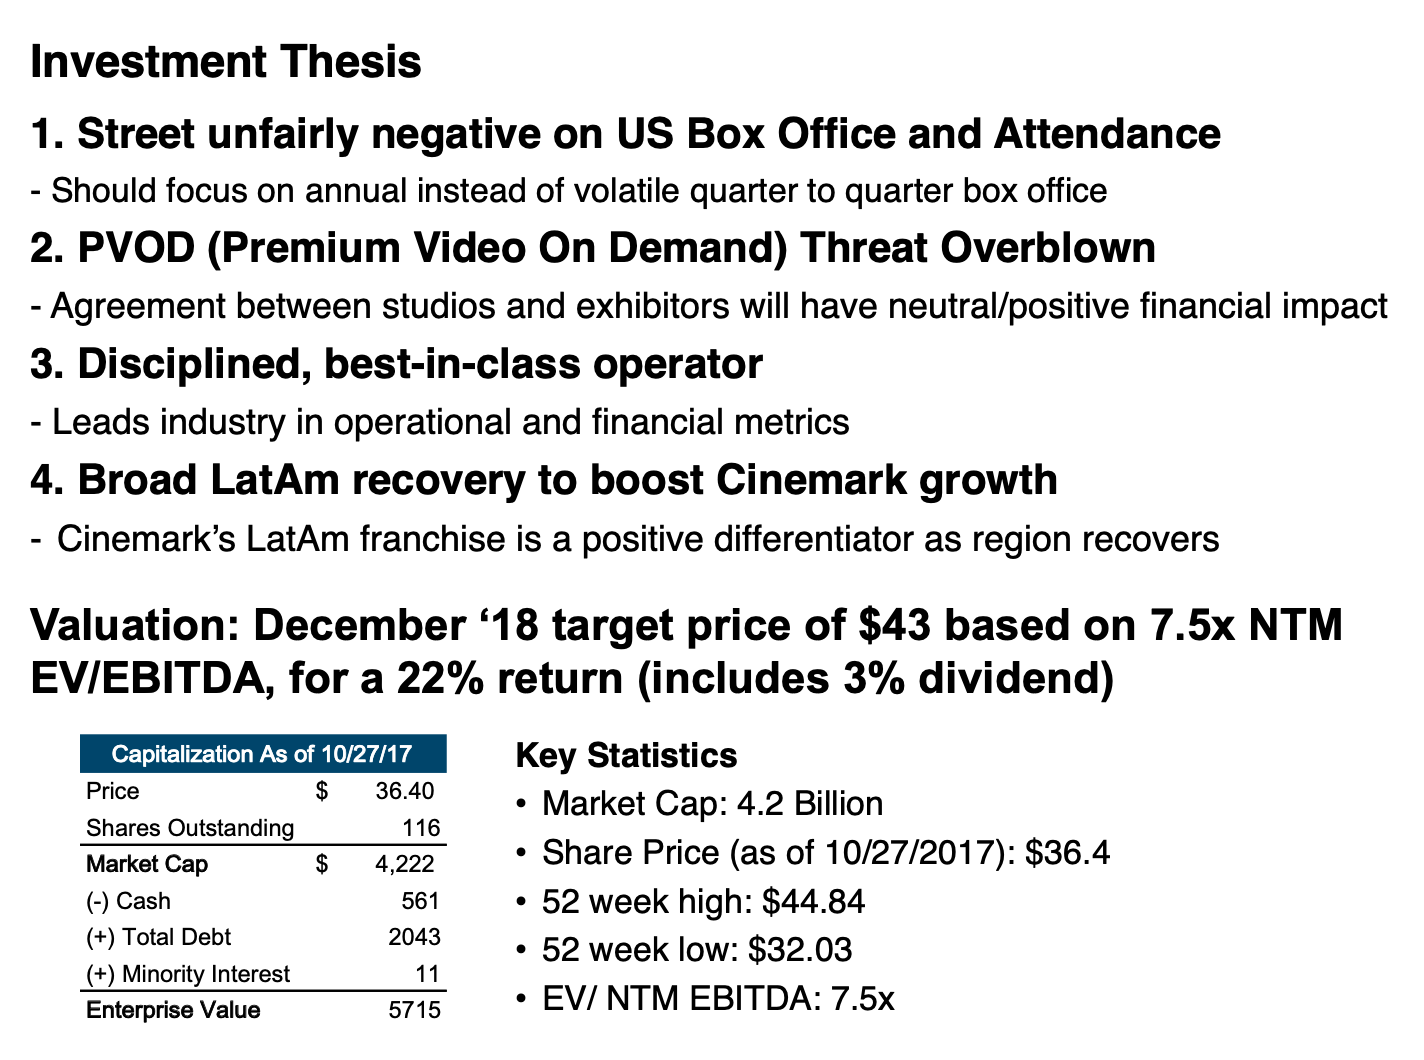 Investment Thesis
1. Street unfairly negative on US Box Office and Attendance
- Should focus on annual instead of volatile quarter to quarter box office
2. PVOD (Premium Video On Demand) Threat Overblown
- Agreement between studios and exhibitors will have neutral/positive financial impact
3. Disciplined, best-in-class operator
- Leads industry in operational and financial metrics
4. Broad LatAm recovery to boost Cinemark growth
- Cinemark’s LatAm franchise is a positive differentiator as region recovers
Valuation: December ‘18 target price of $43 based on 7.5x NTM
EV/EBITDA, for a 22% return (includes 3% dividend)
Capitalization As of 10/27/17
Price $ 36.40
Shares Outstanding 116
Market Cap $ 4,222
(-) Cash 561
(+) Total Debt 2043
(+) Minority Interest 11
Enterprise Value 5715
Key Statistics
• Market Cap: 4.2 Billion
• Share Price (as of 10/27/2017): $36.4
• 52 week high: $44.84
• 52 week low: $32.03
• EV/ NTM EBITDA: 7.5x